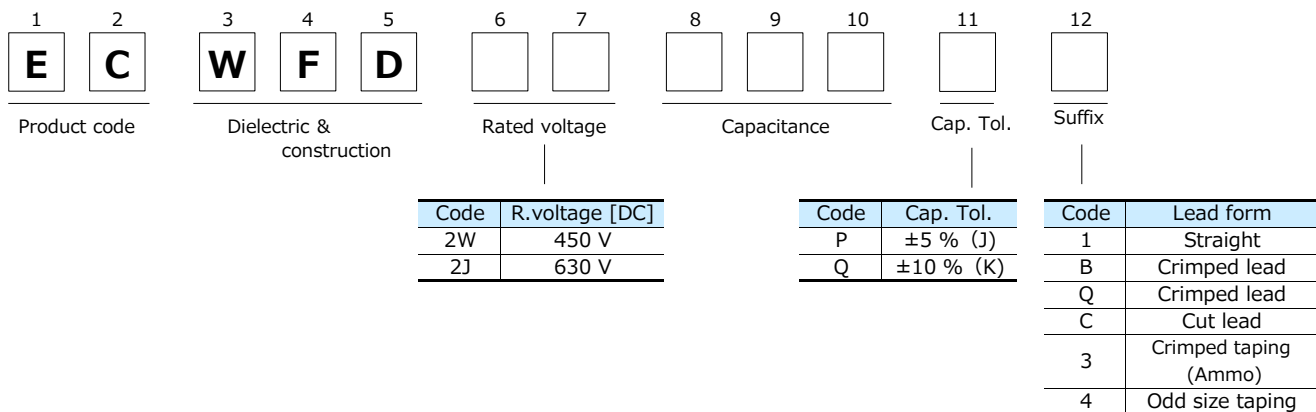 1 2 3 4 5 6 7 8 9 10 11 12
E C W F D
Product code
Dielectric &
construction
Rated voltage
Capacitance
Cap. Tol.
Suffix
Code R.voltage [DC]
2W 450 V
2J 630 V
Code Cap. Tol.
P ±5 % (J)
Q ±10 % (K)
Code Lead form
1 Straight
B Crimped lead
Q Crimped lead
C Cut lead
3 Crimped taping
(Ammo)
4 Odd size taping